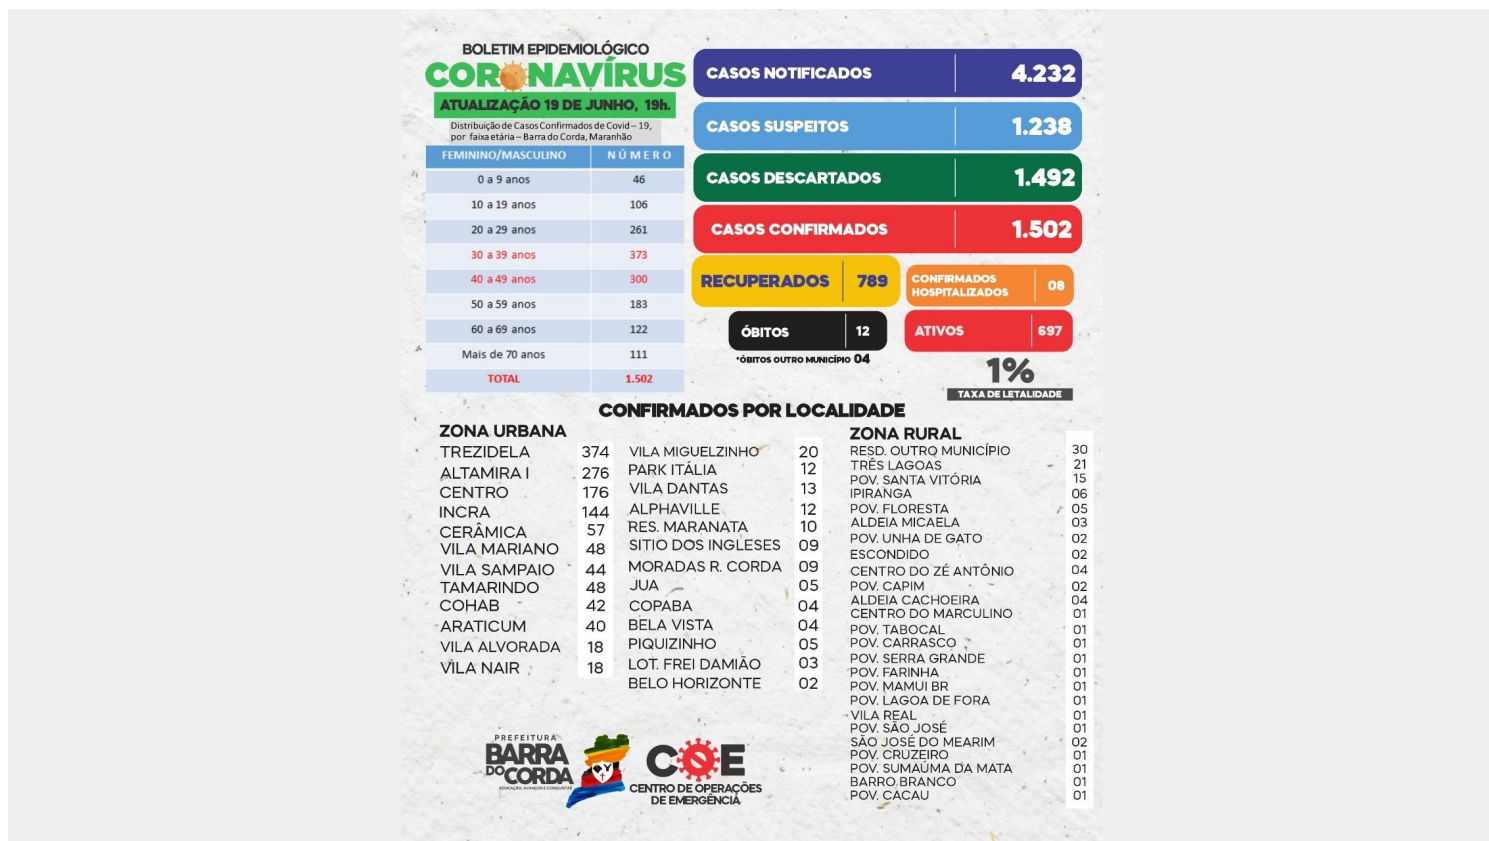 BOLETIM EPIDEMIOLÓGICO
CORONAVÍRUS
ATUALIZAÇÃO 19 DE JUNHO, 19h.
Distribuição de Casos Confirmados de Covid – 19,
por faixa etária – Barra do Corda, Maranhão
FEMININO/MASCULINO NÚMERO
0 a 9 anos 46
10 a 19 anos 106
20 a 29 anos 261
30 a 39 anos 373
40 a 49 anos 300
50 a 59 anos 183
60 a 69 anos 122
Mais de 70 anos 111
TOTAL 1.502
CASOS NOTIFICADOS 4.232
CASOS SUSPEITOS 1.238
CASOS DESCARTADOS 1.492
CASOS CONFIRMADOS 1.502
RECUPERADOS 789
CONFIRMADOS
HOSPITALIZADOS 08
ÓBITOS 12
*ÓBITOS OUTRO MUNICÍPIO 04
ATIVOS 697
1%
TAXA DE LETALIDADE
CONFIRMADOS POR LOCALIDADE
ZONA URBANA
TREZIDELA 374
ALTAMIRA I 276
CENTRO 176
INCRA 144
CERÂMICA 57
VILA MARIANO 48
VILA SAMPAIO 44
TAMARINDO 48
COHAB 42
ARATICUM 40
VILA ALVORADA 18
VILA NAIR 18
VILA MIGUELZINHO 20
PARK ITÁLIA 12
VILA DANTAS 13
ALPHAVILLE 12
RES. MARANATA 10
SITIO DOS INGLESES 09
MORADAS R. CORDA 09
JUA 05
COPABA 04
BELA VISTA 04
PIQUIZINHO 05
LOT. FREI DAMIÃO 03
BELO HORIZONTE 02
ZONA RURAL
RESD. OUTRO MUNICÍPIO 30
TRÊS LAGOAS 21
POV. SANTA VITÓRIA 15
IPIRANGA 06
POV. FLORESTA 05
ALDEIA MICAELA 03
POV. UNHA DE GATO 02
ESCONDIDO 02
CENTRO DO ZÉ ANTÔNIO 04
POV. CAPIM 02
ALDEIA CACHOEIRA 04
CENTRO DO MARCULINO 01
POV. TABOCAL 01
POV. CARRASCO 01
POV. SERRA GRANDE 01
POV. FARINHA 01
POV. MAMUI BR 01
POV. LAGOA DE FORA 01
VILA REAL 01
POV. SÃO JOSÉ 01
SÃO JOSÉ DO MEARIM 02
POV. CRUZEIRO 01
POV. SUMAÚMA DA MATA 01
BARRO BRANCO 01
POV. CACAU 01
PREFEITURA
BARRA
DO CORDA
EDUCAÇÃO, AVANÇOS E CONQUISTAS
COE
CENTRO DE OPERAÇÕES
DE EMERGÊNCIA